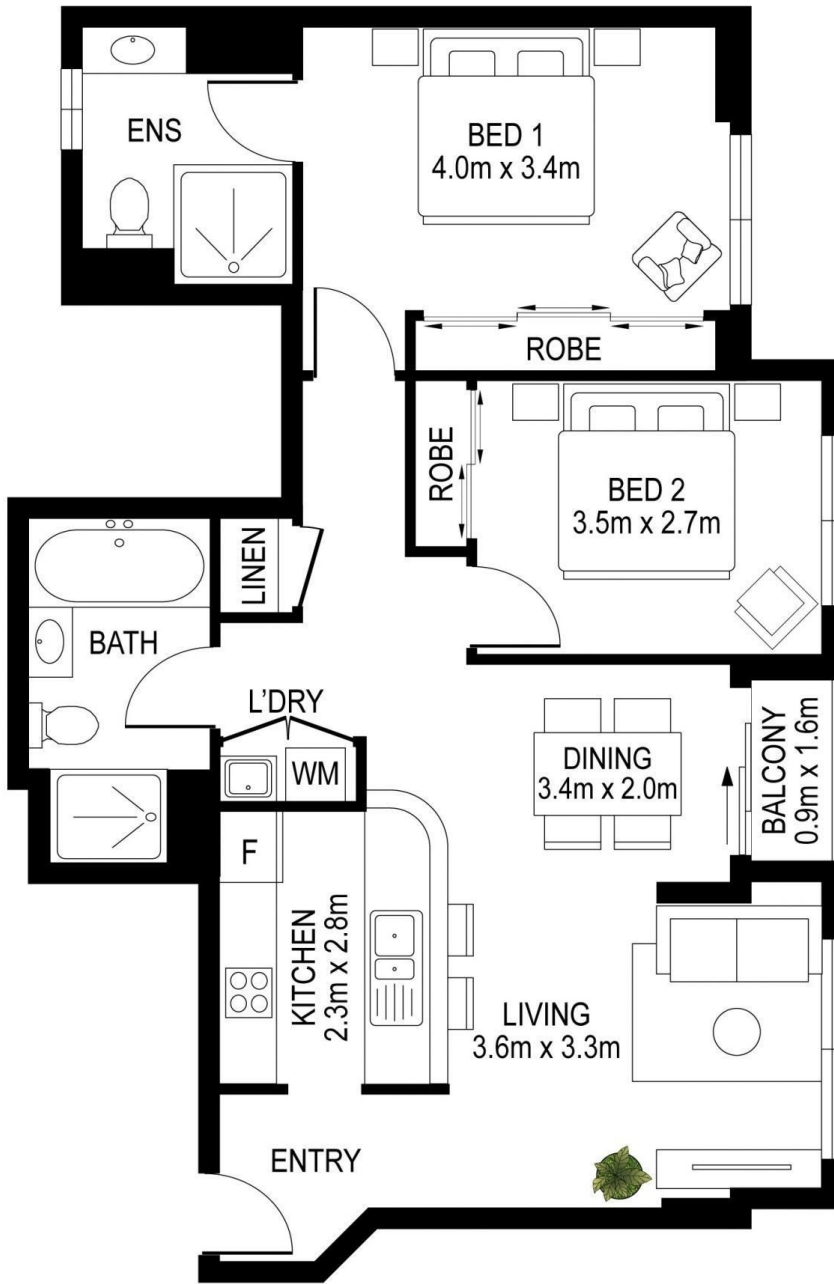 ENS
BED 1
4.0m x 3.4m
ROBE
ROBE
BED 2
3.5m x 2.7m
LINEN
BATH
L'DRY
WM
DINING
3.4m x 2.0m
BALCONY
0.9m x 1.6m
F
KITCHEN
2.3m x 2.8m
LIVING
3.6m x 3.3m
ENTRY